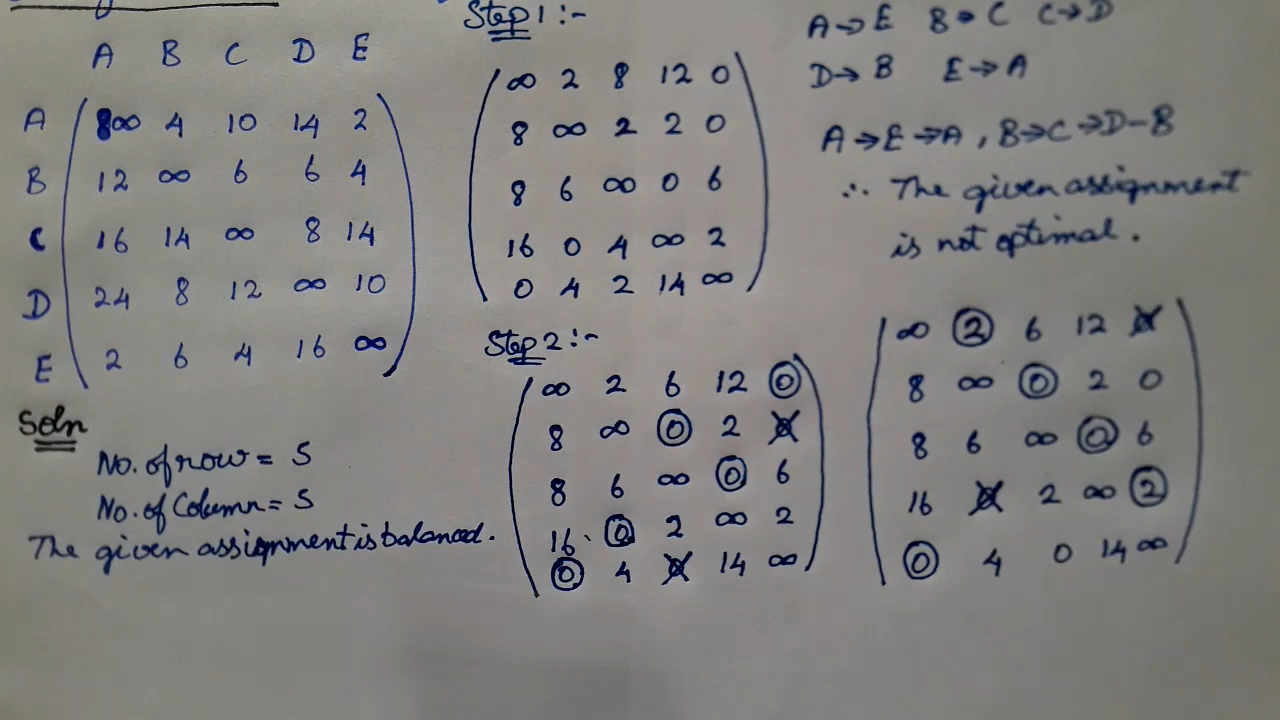 A B C D E
A 8∞ 4 10 14 2
B 12 ∞ 6 6 4
C 16 14 ∞ 8 14
D 24 8 12 ∞ 10
E 2 6 4 16 ∞
Soln
No. of row = 5
No. of Column = 5
The given assignment is balanced.
Step 1 :-
∞ 2 8 12 0
8 ∞ 2 2 0
8 6 ∞ 0 6
16 0 4 ∞ 2
0 4 2 14 ∞
Step 2 :-
∞ 2 6 12 0
8 ∞ 0 2 0
8 6 ∞ 0 6
16 0 2 ∞ 2
0 4 0 14 ∞
A→E B→C C→D
D→B E→A
A→E→A, B→C→D-B
∴ The given assignment
is not optimal.
∞ 2 6 12 0
8 ∞ 0 2 0
8 6 ∞ 0 6
16 0 2 ∞ 2
0 4 0 14 ∞